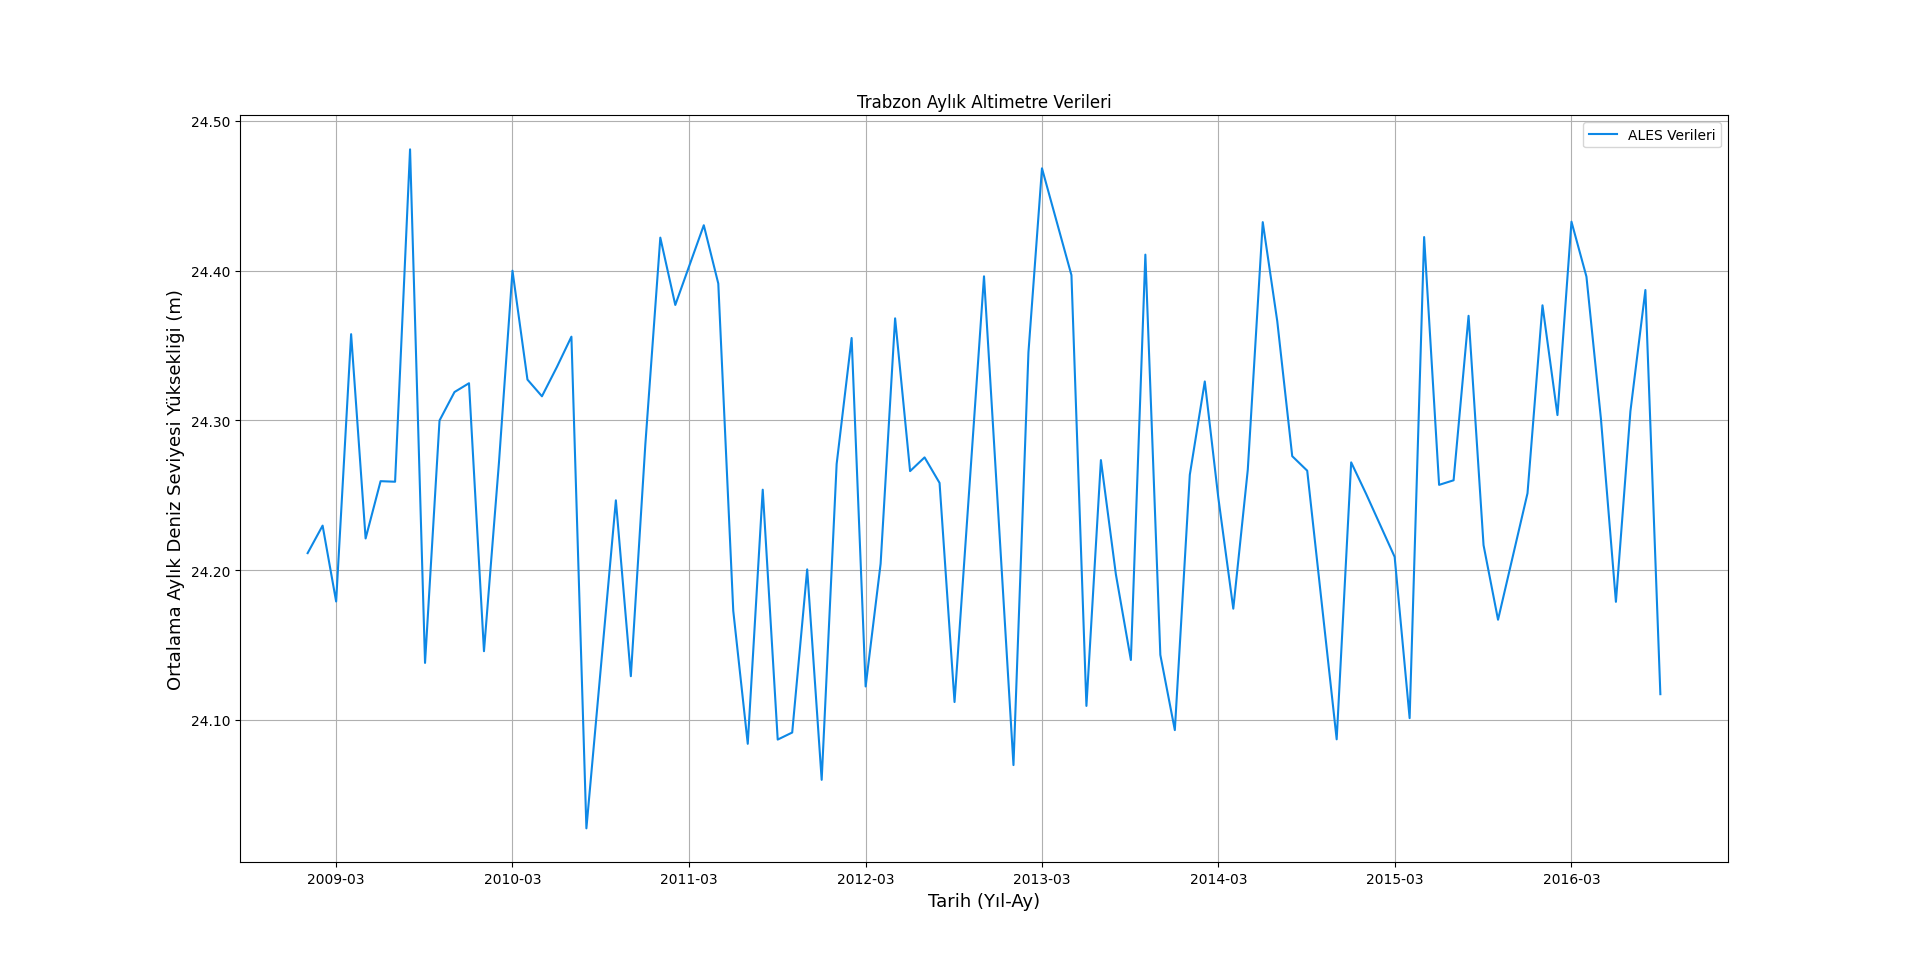 Trabzon Aylık Altimetre Verileri
ALES Verileri
Ortalama Aylık Deniz Seviyesi Yüksekliği (m)
24.50
24.40
24.30
24.20
24.10
2009-03 2010-03 2011-03 2012-03 2013-03 2014-03 2015-03 2016-03
Tarih (Yıl-Ay)